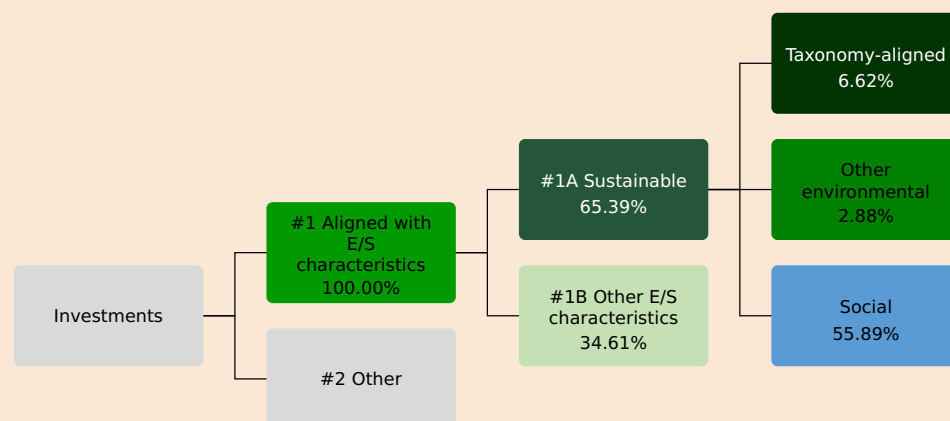 Investments
#1 Aligned with
E/S
characteristics
100.00%
#2 Other
#1A Sustainable
65.39%
#1B Other E/S
characteristics
34.61%
Taxonomy-aligned
6.62%
Other
environmental
2.88%
Social
55.89%